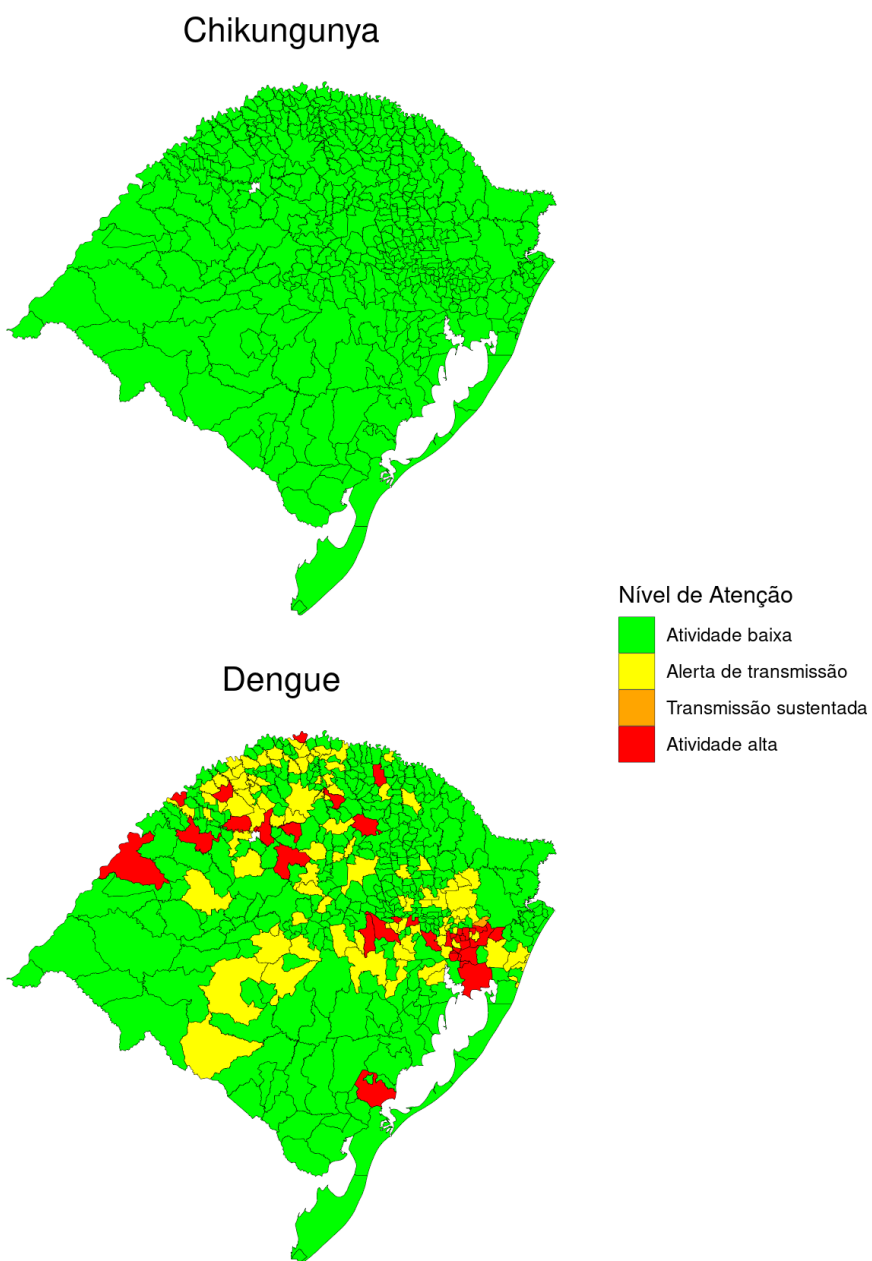 Chikungunya
Nível de Atenção
Atividade baixa
Alerta de transmissão
Transmissão sustentada
Atividade alta
Dengue